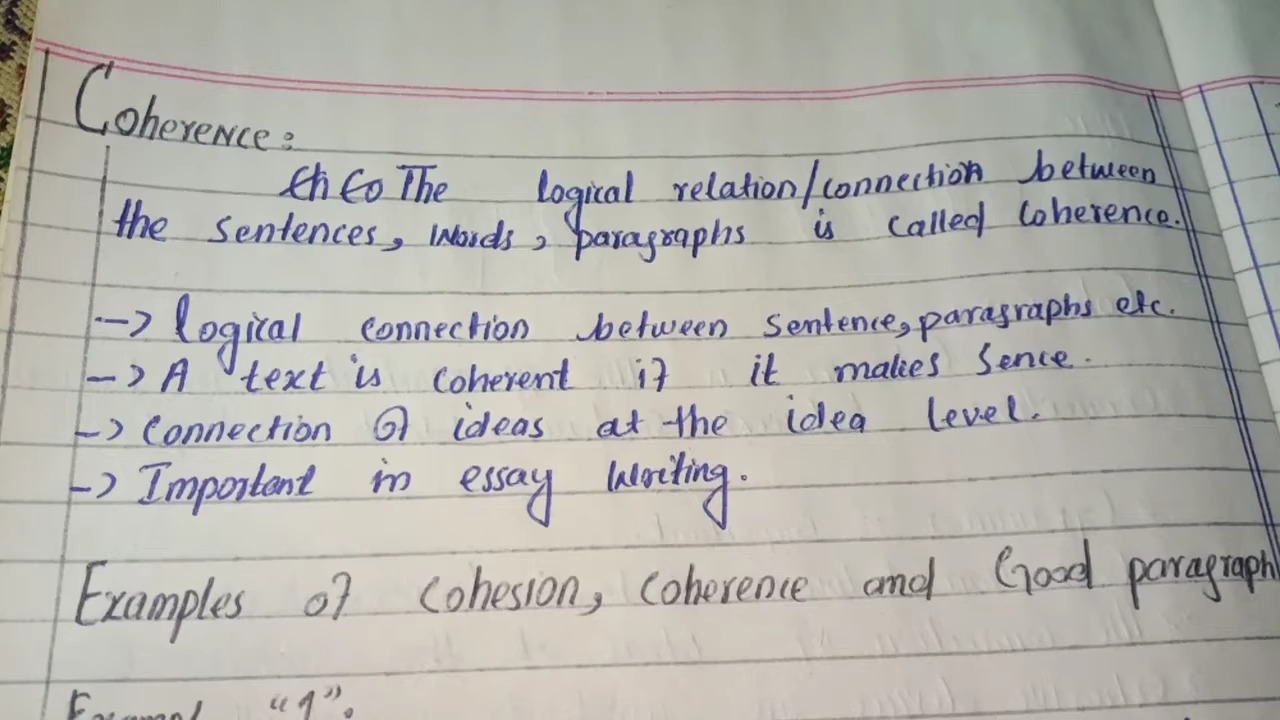 Coherence:
The logical relation/connection between
the sentences, words, paragraphs is called Coherence.
-> logical connection between sentence, paragraphs etc.
-> A text is coherent if it makes sence.
-> Connection of ideas at the idea level.
-> Important in essay writing.
Examples of cohesion, coherence and Good paragraph
"1":